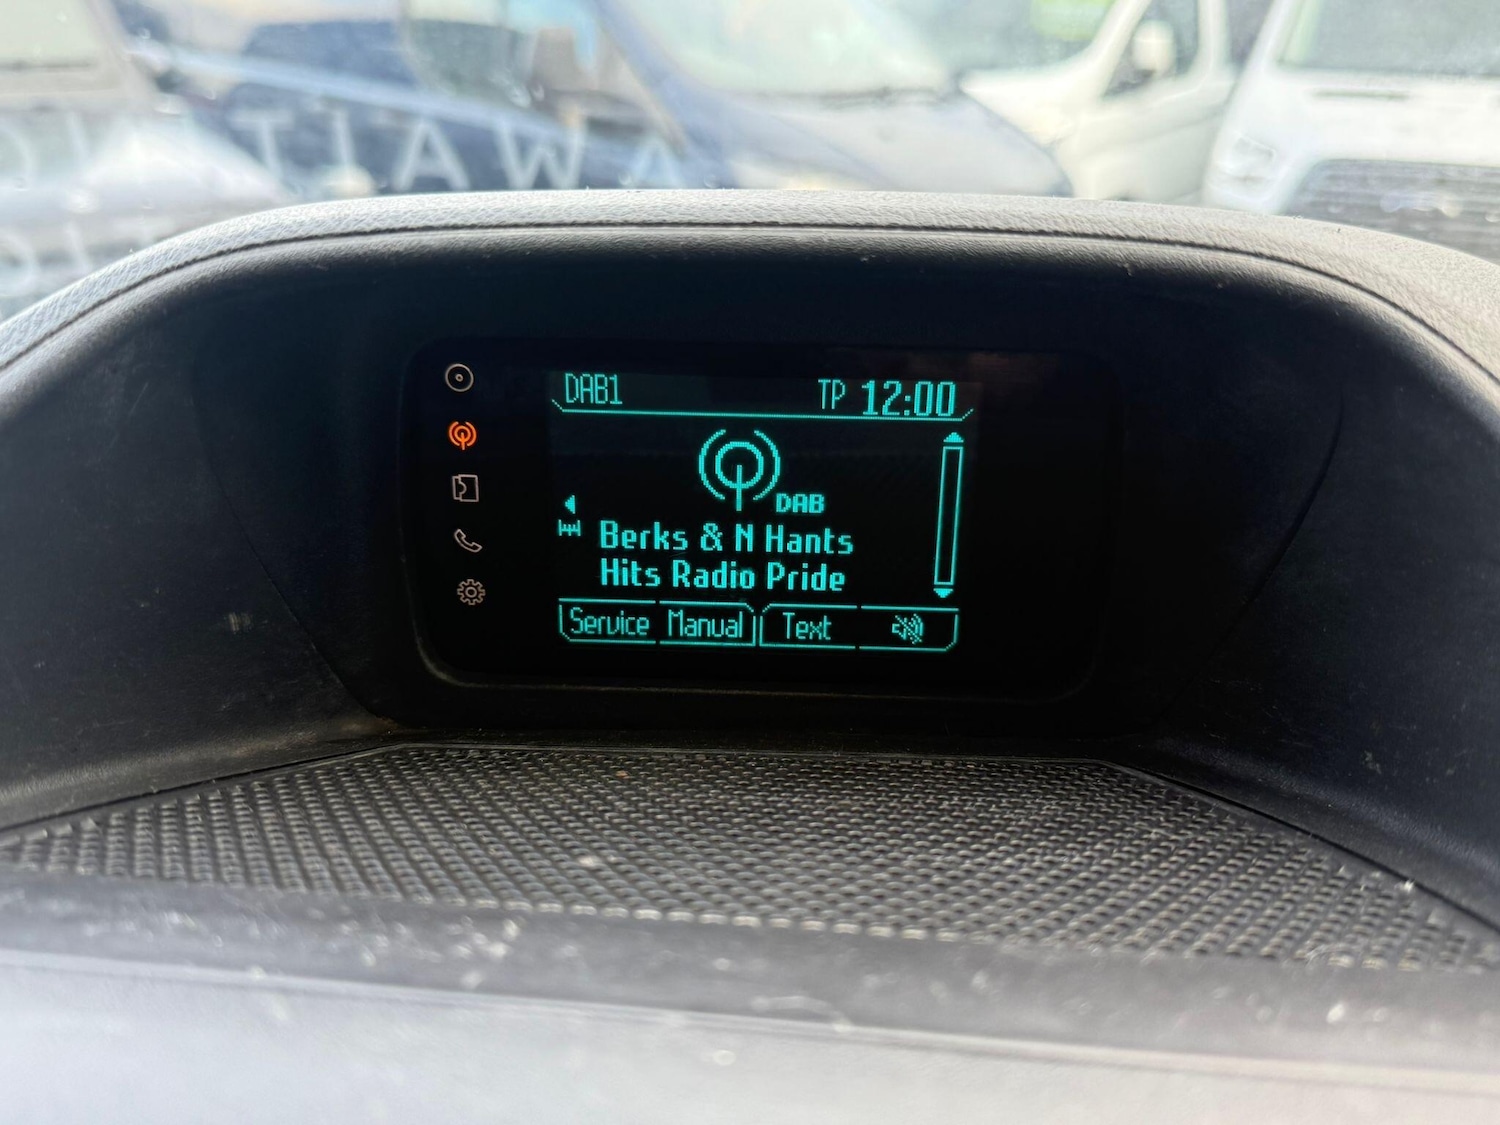 DAB1 TP 12:00
DAB
Berks & N Hants
Hits Radio Pride
Service Manual Text